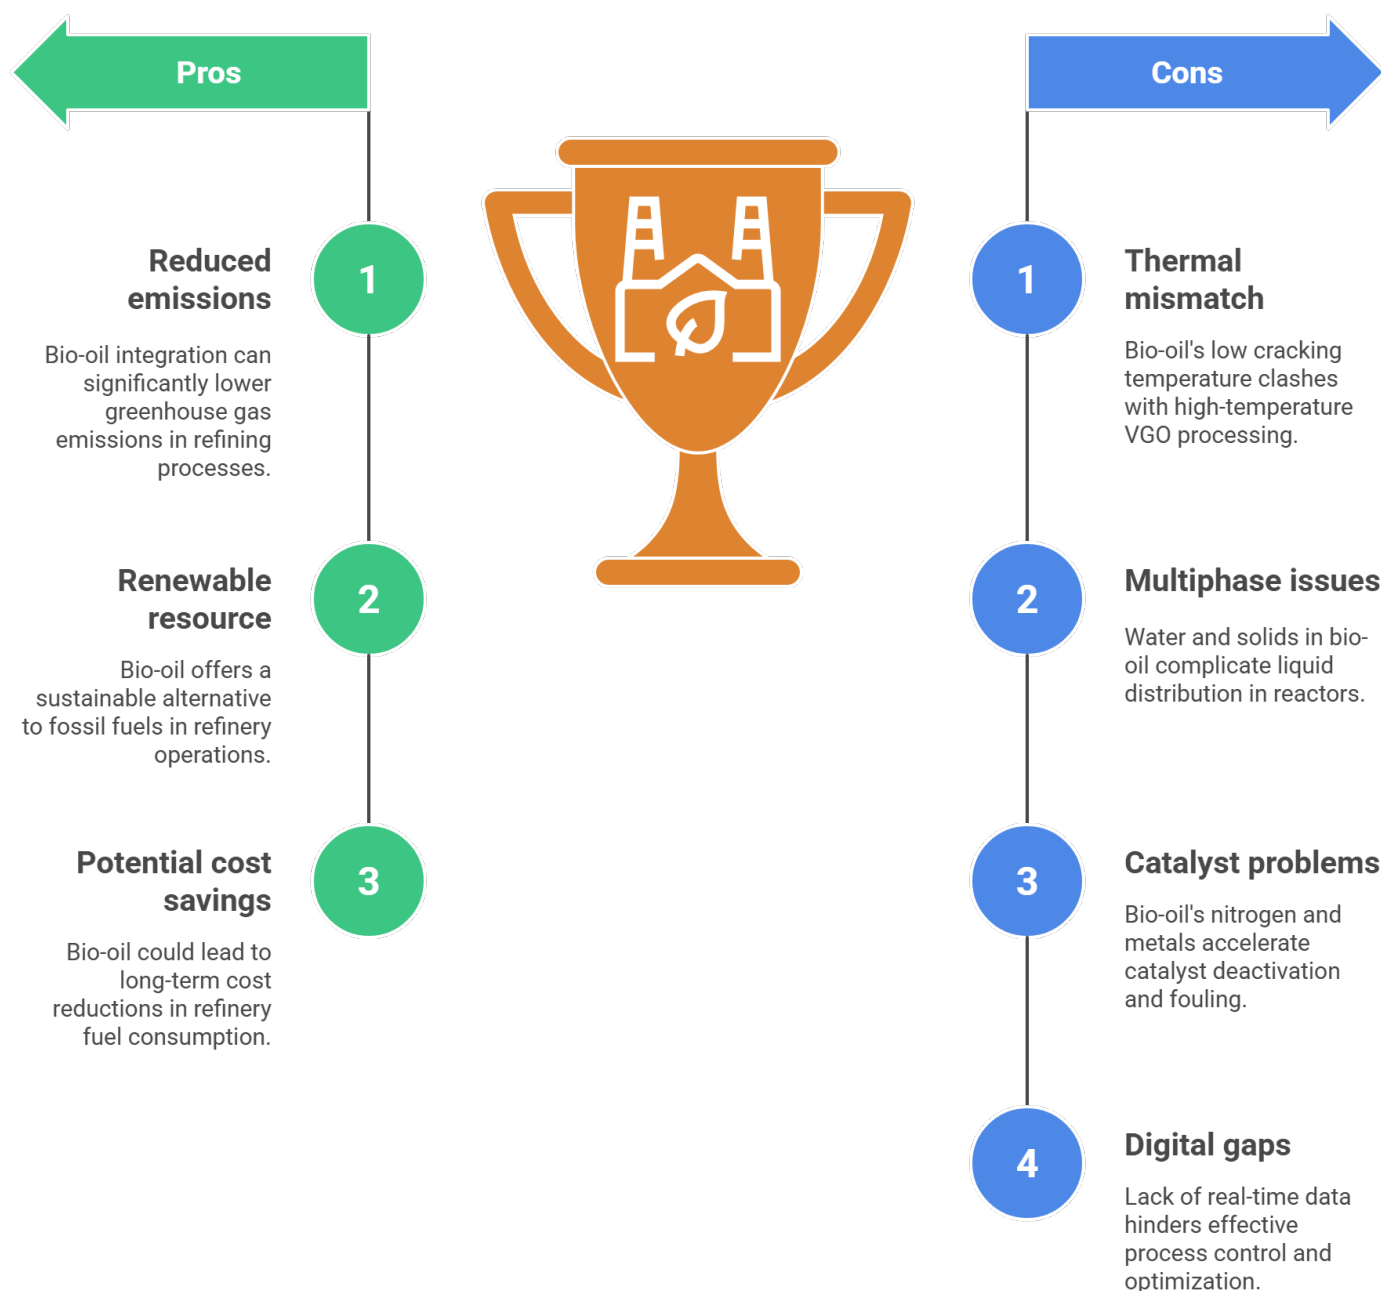 Pros
1
Reduced
emissions
Bio-oil integration can
significantly lower
greenhouse gas
emissions in refining
processes.
2
Renewable
resource
Bio-oil offers a
sustainable alternative
to fossil fuels in refinery
operations.
3
Potential cost
savings
Bio-oil could lead to
long-term cost
reductions in refinery
fuel consumption.
Cons
1
Thermal
mismatch
Bio-oil's low cracking
temperature clashes
with high-temperature
VGO processing.
2
Multiphase issues
Water and solids in bio-
oil complicate liquid
distribution in reactors.
3
Catalyst problems
Bio-oil's nitrogen and
metals accelerate
catalyst deactivation
and fouling.
4
Digital gaps
Lack of real-time data
hinders effective
process control and
optimization.